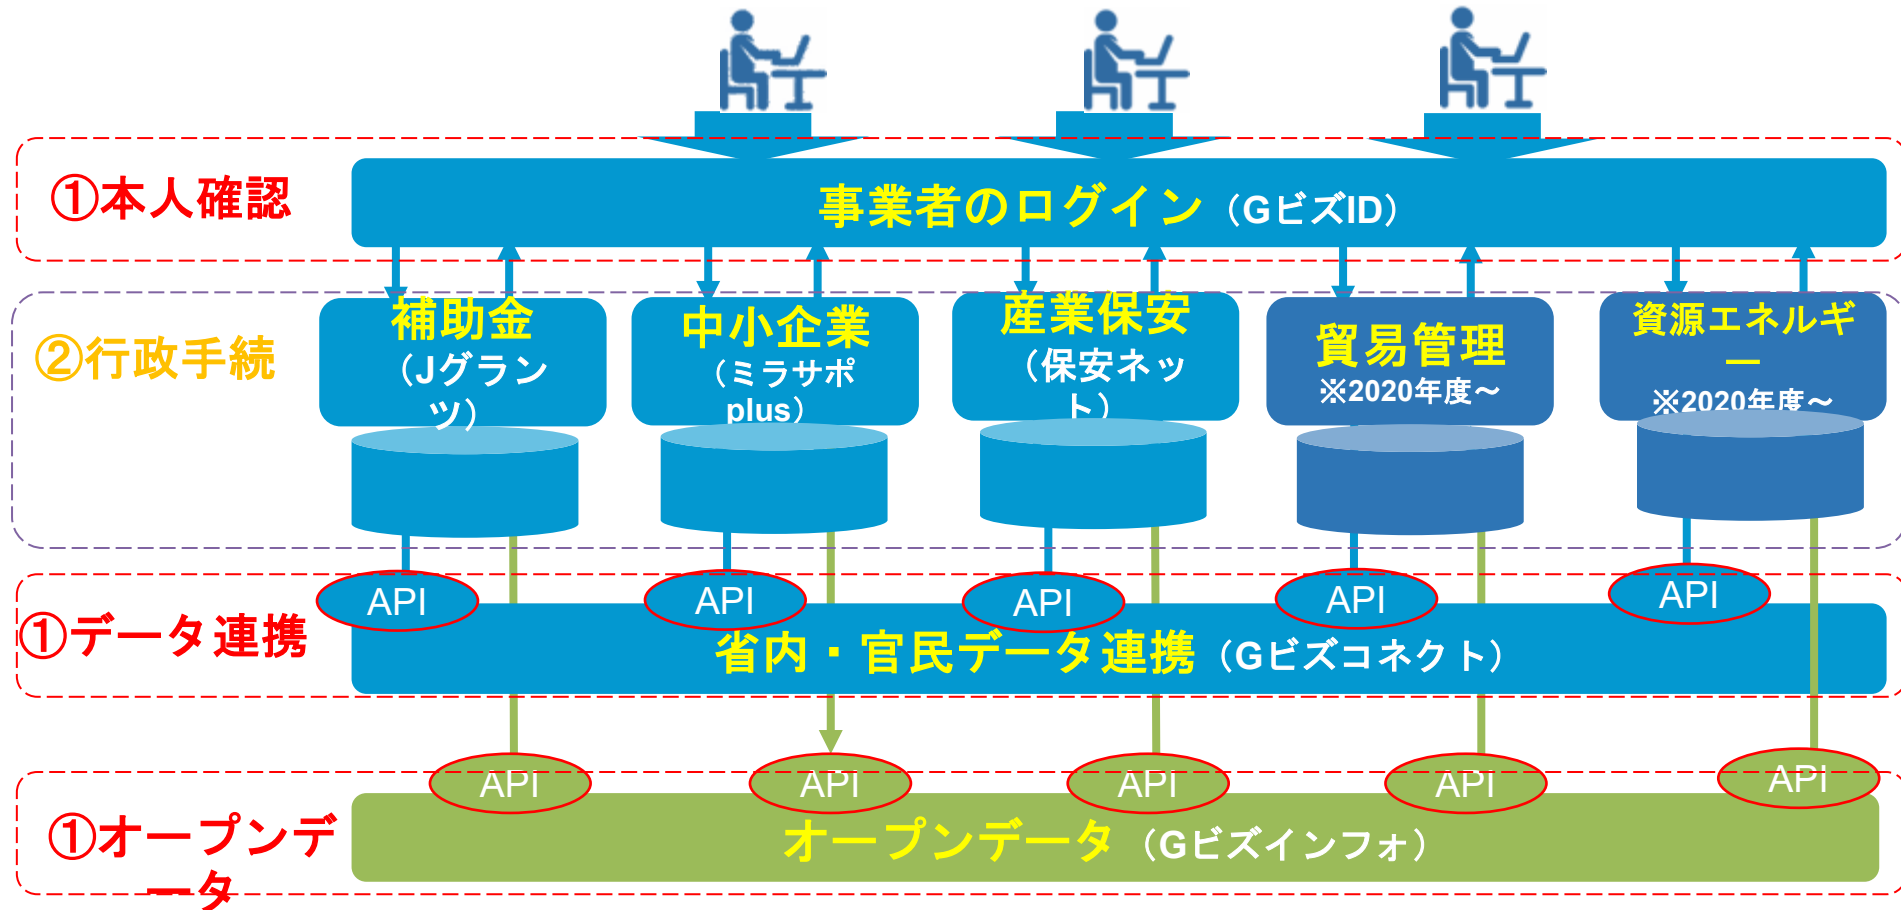 ①本人確認
事業者のログイン（GビズID）
②行政手続
補助金
（Jグラン
ツ）
中小企業
（ミラサポ
plus）
産業保安
（保安ネッ
ト）
貿易管理
※2020年度～
資源エネルギ
ー
※2020年度～
API
API
API
API
API
①データ連携
省内・官民データ連携（Gビズコネクト）
API
API
API
API
API
①オープンデ
ータ
オープンデータ（Gビズインフォ）